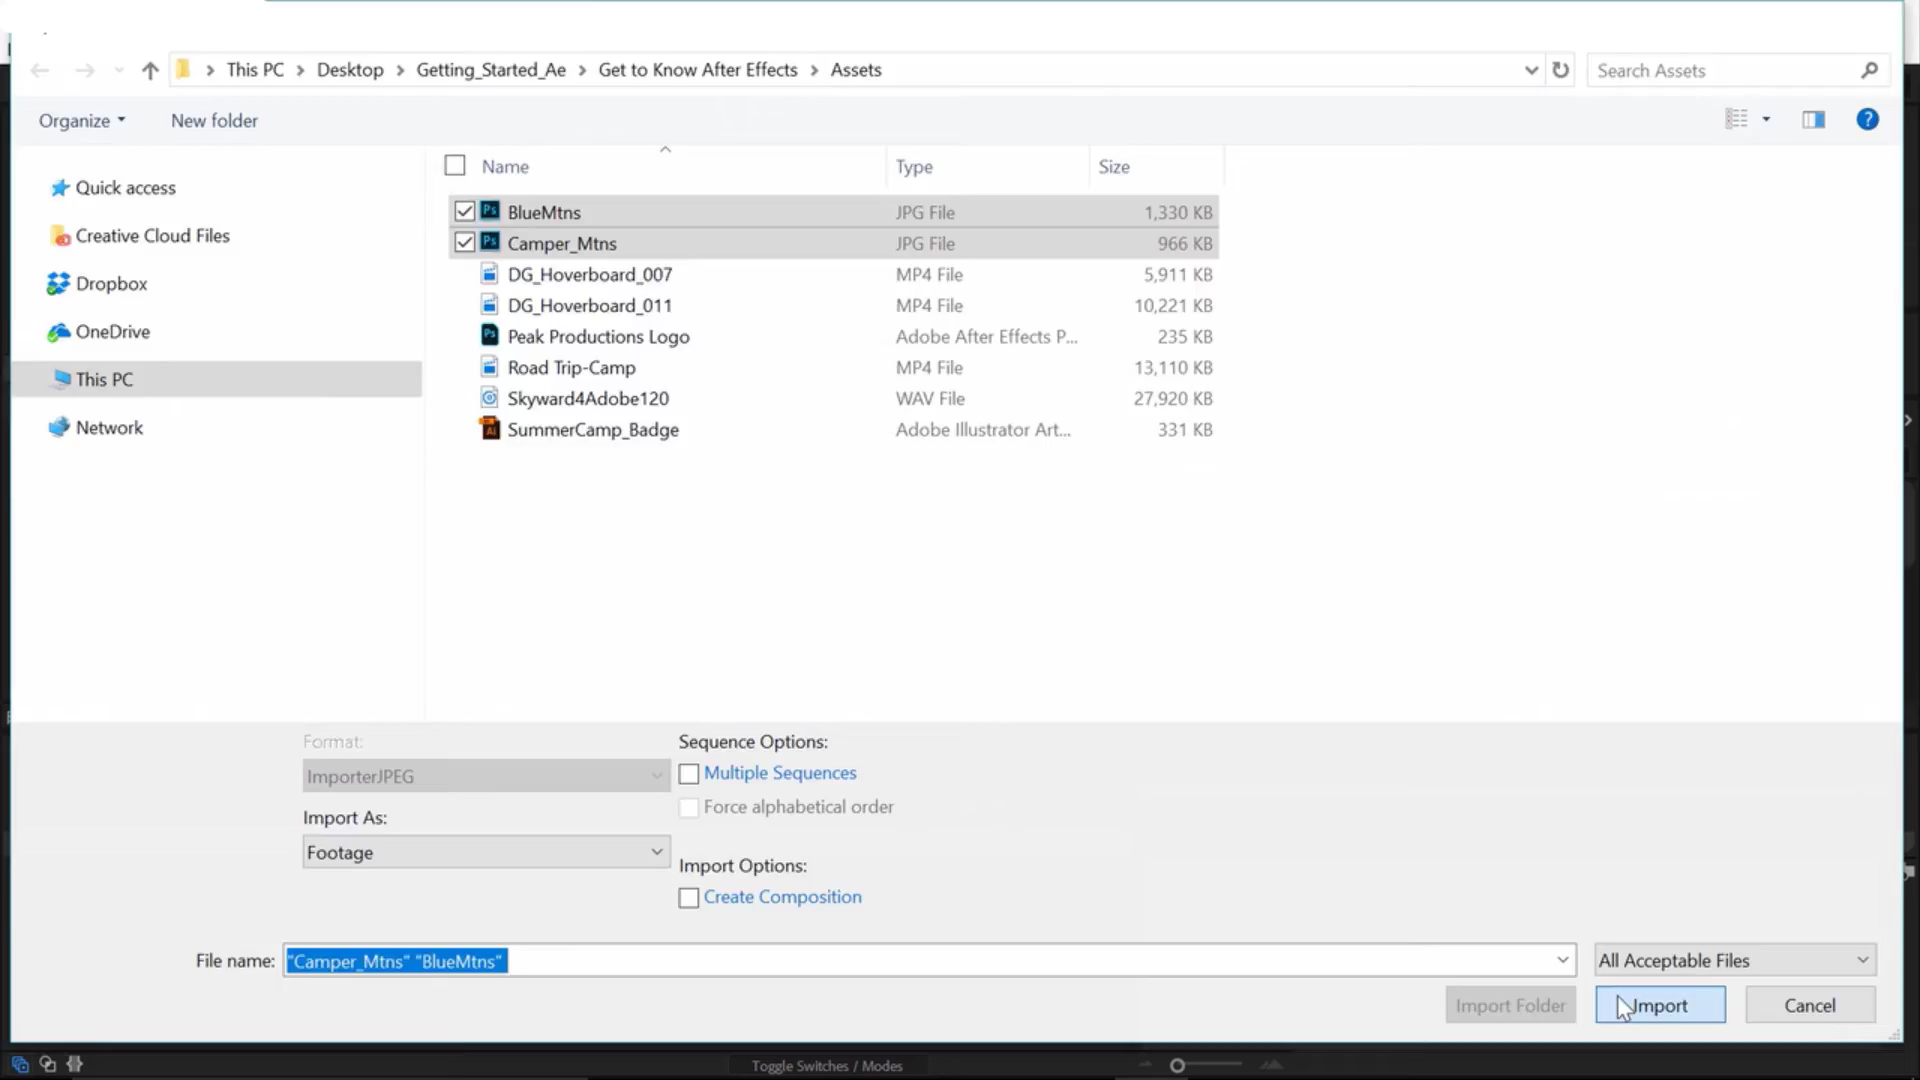 This PC > Desktop > Getting_Started_Ae > Get to Know After Effects > Assets
Search Assets
Organize
New folder
?
Name Type Size
Quick access
Creative Cloud Files
Dropbox
OneDrive
This PC
Network
Ps BlueMtns JPG File 1,330 KB
Ps Camper_Mtns JPG File 966 KB
DG_Hoverboard_007 MP4 File 5,911 KB
DG_Hoverboard_011 MP4 File 10,221 KB
Ps Peak Productions Logo Adobe After Effects P... 235 KB
Road Trip-Camp MP4 File 13,110 KB
Skyward4Adobe120 WAV File 27,920 KB
Ai SummerCamp_Badge Adobe Illustrator Art... 331 KB
Format:
ImporterJPEG
Import As:
Footage
Sequence Options:
Multiple Sequences
Force alphabetical order
Import Options:
Create Composition
File name: "Camper_Mtns" "BlueMtns"
All Acceptable Files
Import Folder
Import
Cancel
Toggle Switches / Modes